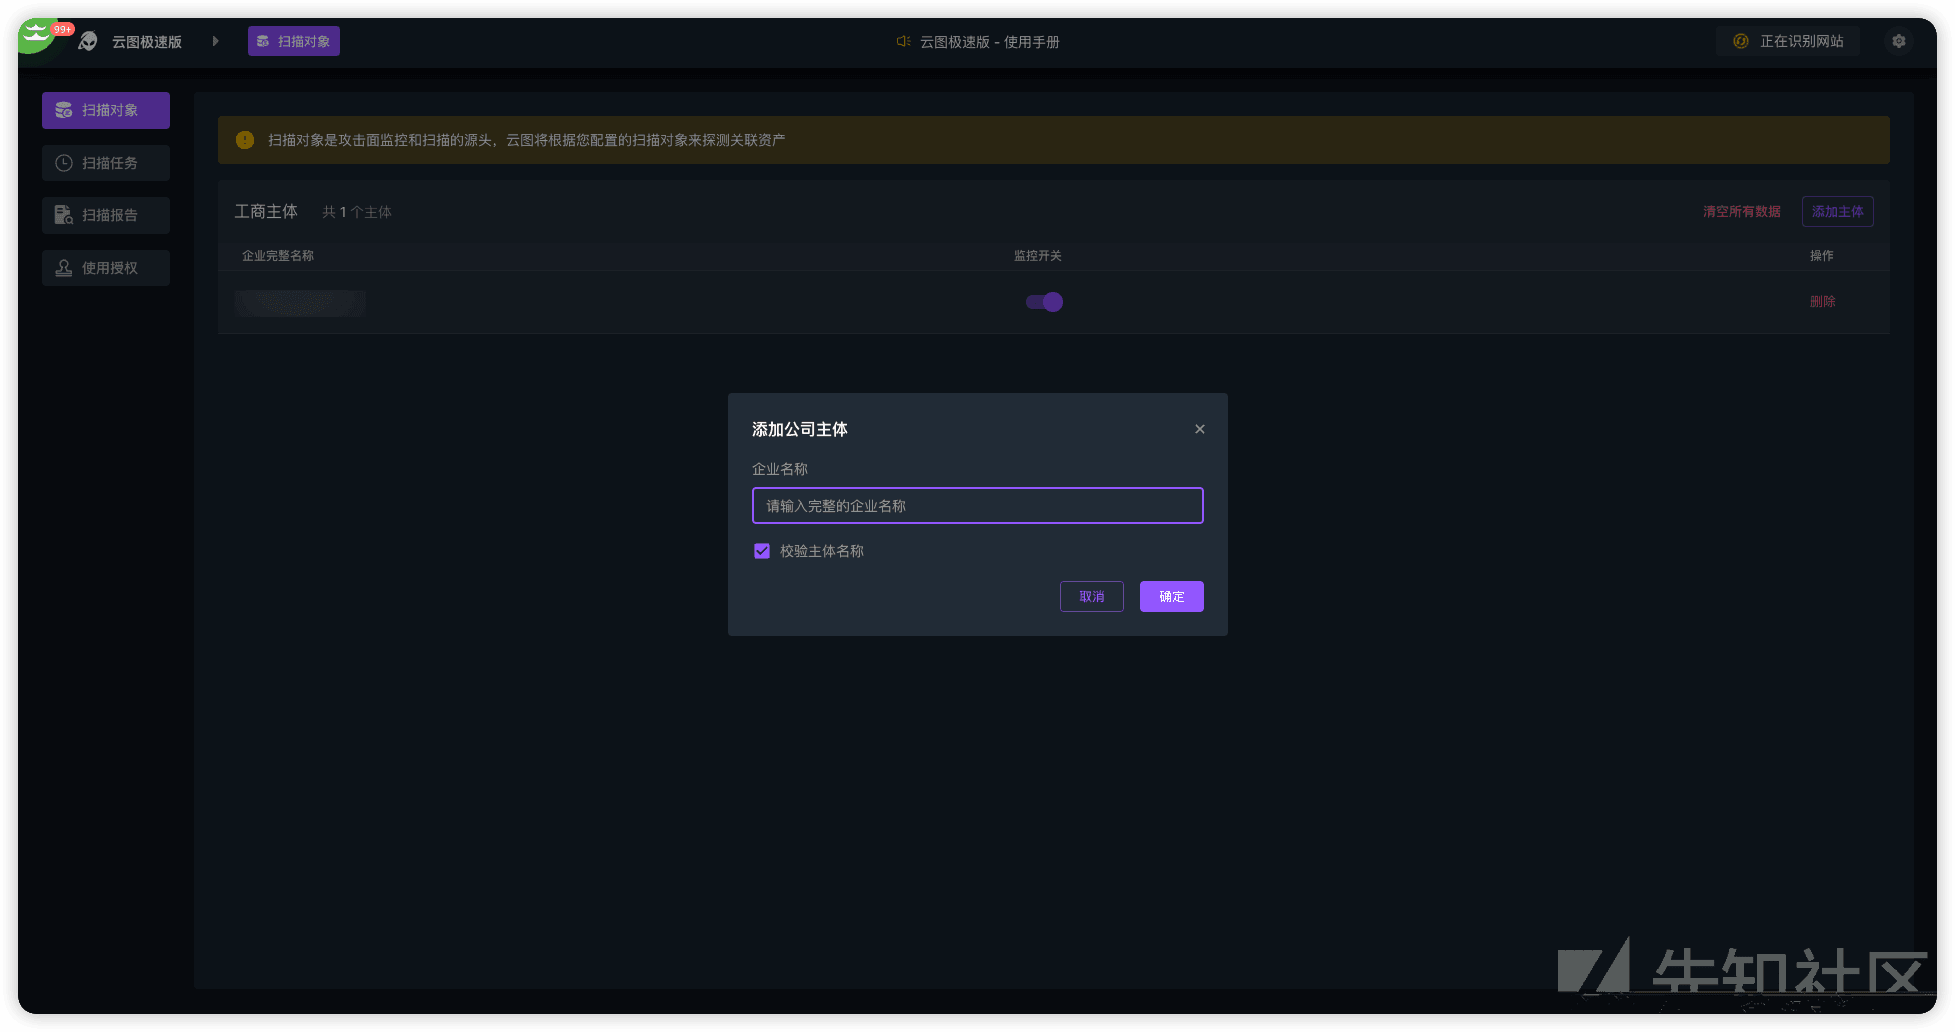 99+
云图极速版
扫描对象
云图极速版 - 使用手册
正在识别网站
扫描对象
扫描任务
扫描报告
使用授权
扫描对象是攻击面监控和扫描的源头，云图将根据您配置的扫描对象来探测关联资产
工商主体 共 1 个主体
清空所有数据 添加主体
企业完整名称 监控开关 操作
删除
添加公司主体
企业名称
请输入完整的企业名称
校验主体名称
取消 确定
先知社区